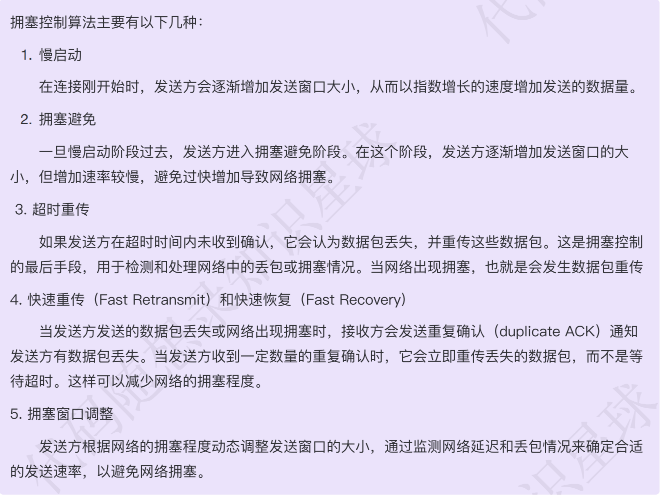 拥塞控制算法主要有以下几种：
1. 慢启动
在连接刚开始时，发送方会逐渐增加发送窗口大小，从而以指数增长的速度增加发送的数据量。
2. 拥塞避免
一旦慢启动阶段过去，发送方进入拥塞避免阶段。在这个阶段，发送方逐渐增加发送窗口的大
小，但增加速率较慢，避免过快增加导致网络拥塞。
3. 超时重传
如果发送方在超时时间内未收到确认，它会认为数据包丢失，并重传这些数据包。这是拥塞控制
的最后手段，用于检测和处理网络中的丢包或拥塞情况。当网络出现拥塞，也就是会发生数据包重传
4. 快速重传（Fast Retransmit）和快速恢复（Fast Recovery）
当发送方发送的数据包丢失或网络出现拥塞时，接收方会发送重复确认（duplicate ACK）通知
发送方有数据包丢失。当发送方收到一定数量的重复确认时，它会立即重传丢失的数据包，而不是等
待超时。这样可以减少网络的拥塞程度。
5. 拥塞窗口调整
发送方根据网络的拥塞程度动态调整发送窗口的大小，通过监测网络延迟和丢包情况来确定合适
的发送速率，以避免网络拥塞。
代码随想录知识星球
代
识星球